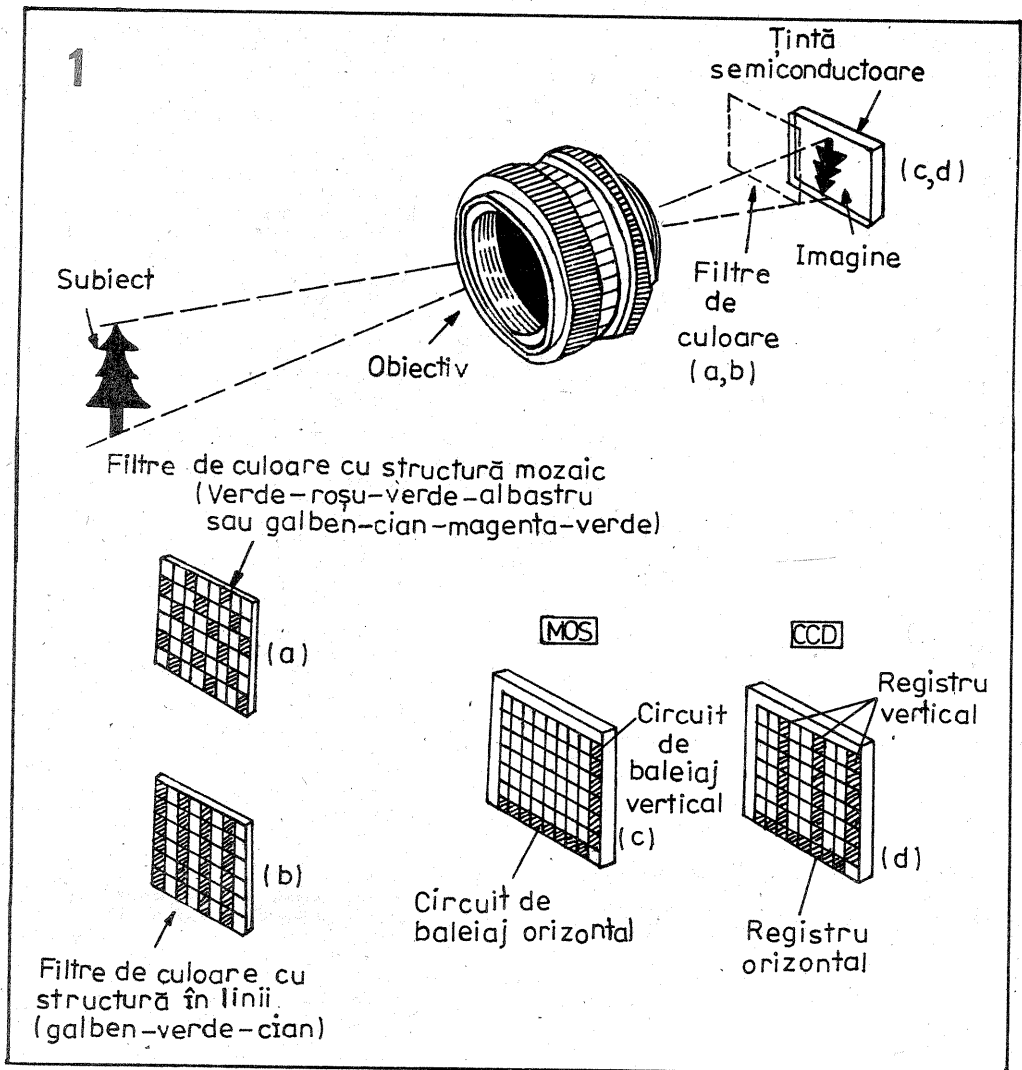 1
Țintă
semiconductoare
(c,d)
Imagine
Filtre
de
culoare
(a,b)
Subiect
Obiectiv
Filtre de culoare cu structură mozaic
(Verde-roșu-verde-albastru
sau galben-cian-magenta-verde)
(a)
(b)
Filtre de culoare cu
structură în linii
(galben-verde-cian)
MOS
Circuit
de
baleiaj
vertical
(c)
Circuit de
baleiaj orizontal
CCD
Registru
vertical
(d)
Registru
orizontal